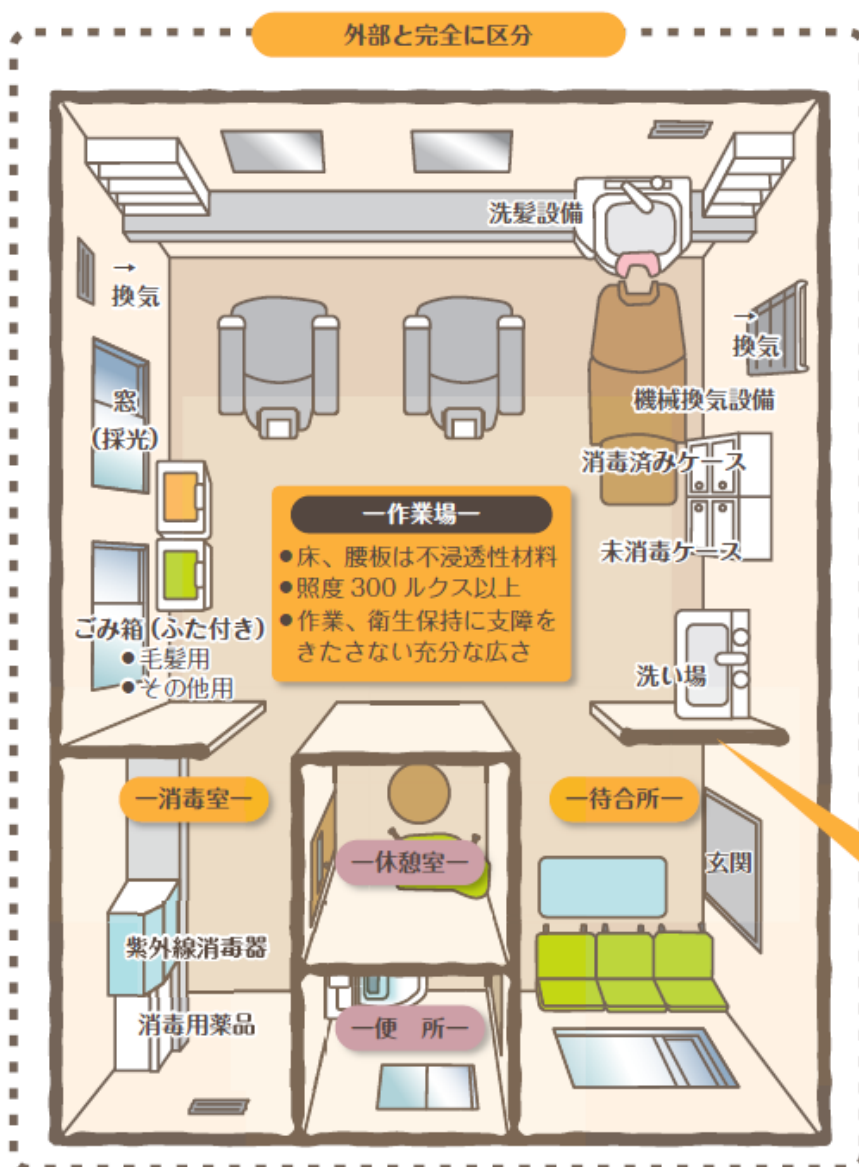 外部と完全に区分
洗髪設備
→
換気
→
換気
窓
(採光)
機械換気設備
消毒済みケース
未消毒ケース
ー作業場ー
●床、腰板は不浸透性材料
●照度 300 ルクス以上
●作業、衛生保持に支障を
きたさない充分な広さ
ごみ箱 (ふた付き)
●毛髪用
●その他用
洗い場
ー消毒室ー
ー待合所ー
ー休憩室ー
玄関
紫外線消毒器
消毒用薬品
ー便 所ー